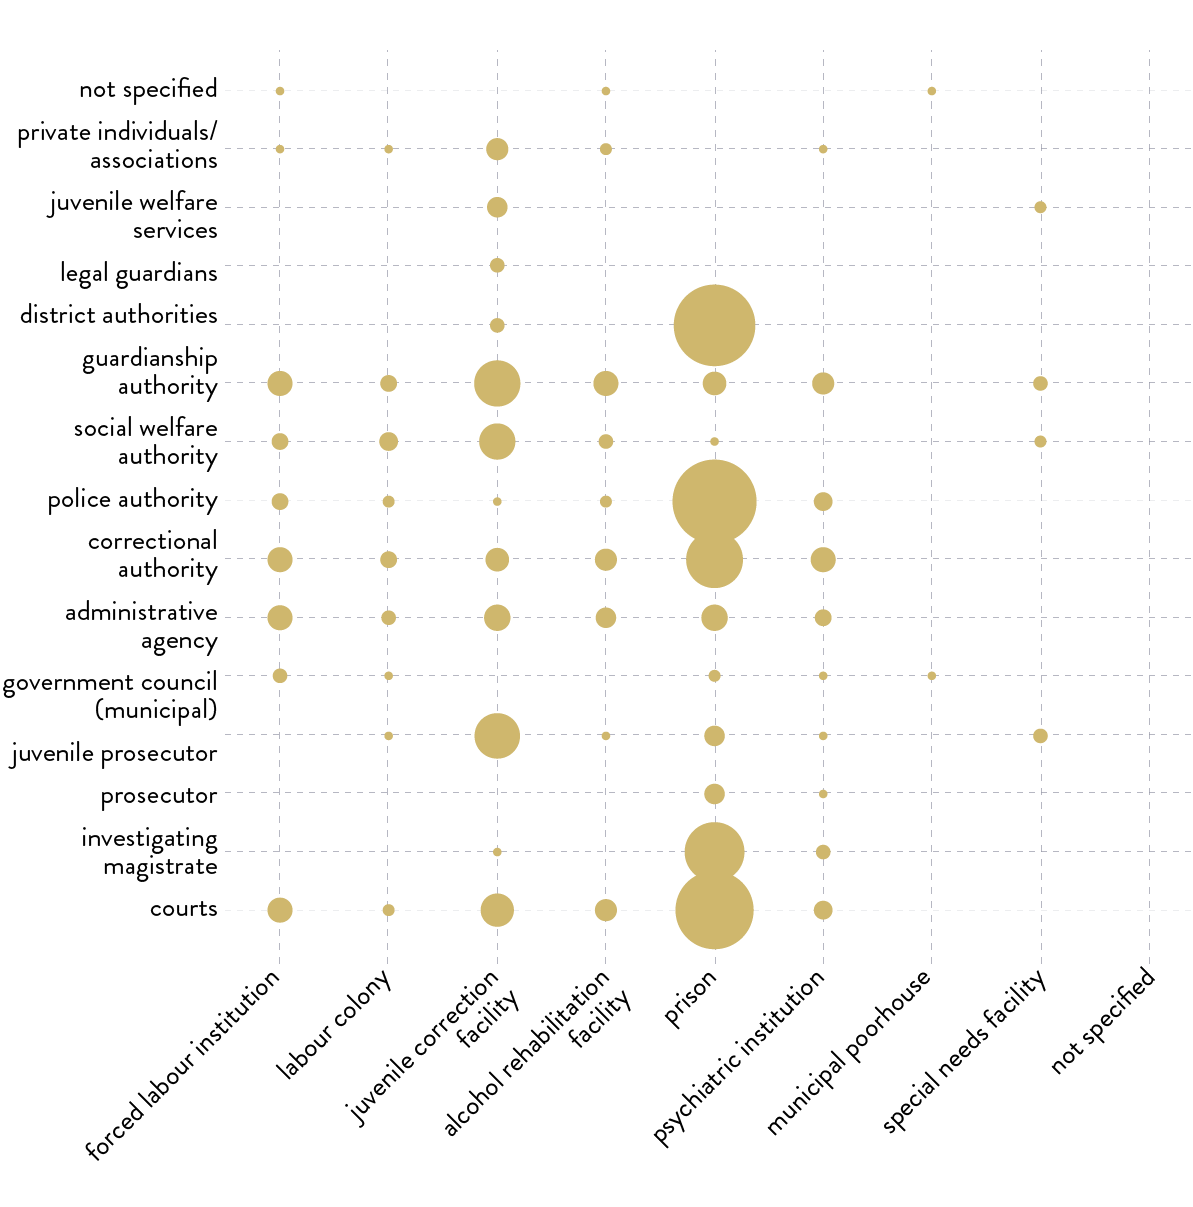 not specified
private individuals/
associations
juvenile welfare
services
legal guardians
district authorities
guardianship
authority
social welfare
authority
police authority
correctional
authority
administrative
agency
government council
(municipal)
juvenile prosecutor
prosecutor
investigating
magistrate
courts
forced labour institution
labour colony
juvenile correction
facility
alcohol rehabilitation
facility
prison
psychiatric institution
municipal poorhouse
special needs facility
not specified